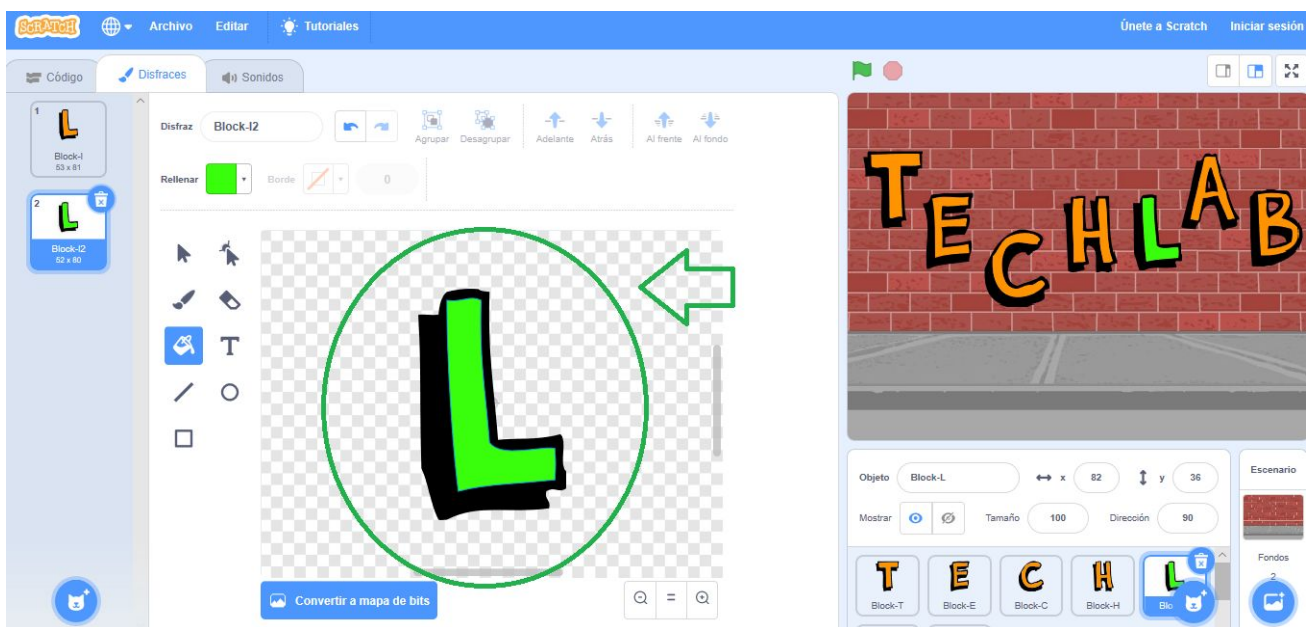 SCRATCH Archivo Editar Tutoriales Únete a Scratch Iniciar sesión
Código Disfraces Sonidos
1
L
Block-l
53 x 81
2
L
Block-l2
52 x 80
Disfraz Block-l2 Agrupar Desagrupar Adelante Atrás Al frente Al fondo
Rellenar Borde 0
T
L
Convertir a mapa de bits
TECHLAB
Objeto Block-L x 82 y 36
Mostrar Tamaño 100 Dirección 90
T E C H L
Block-T Block-E Block-C Block-H Blo
Escenario
Fondos
2